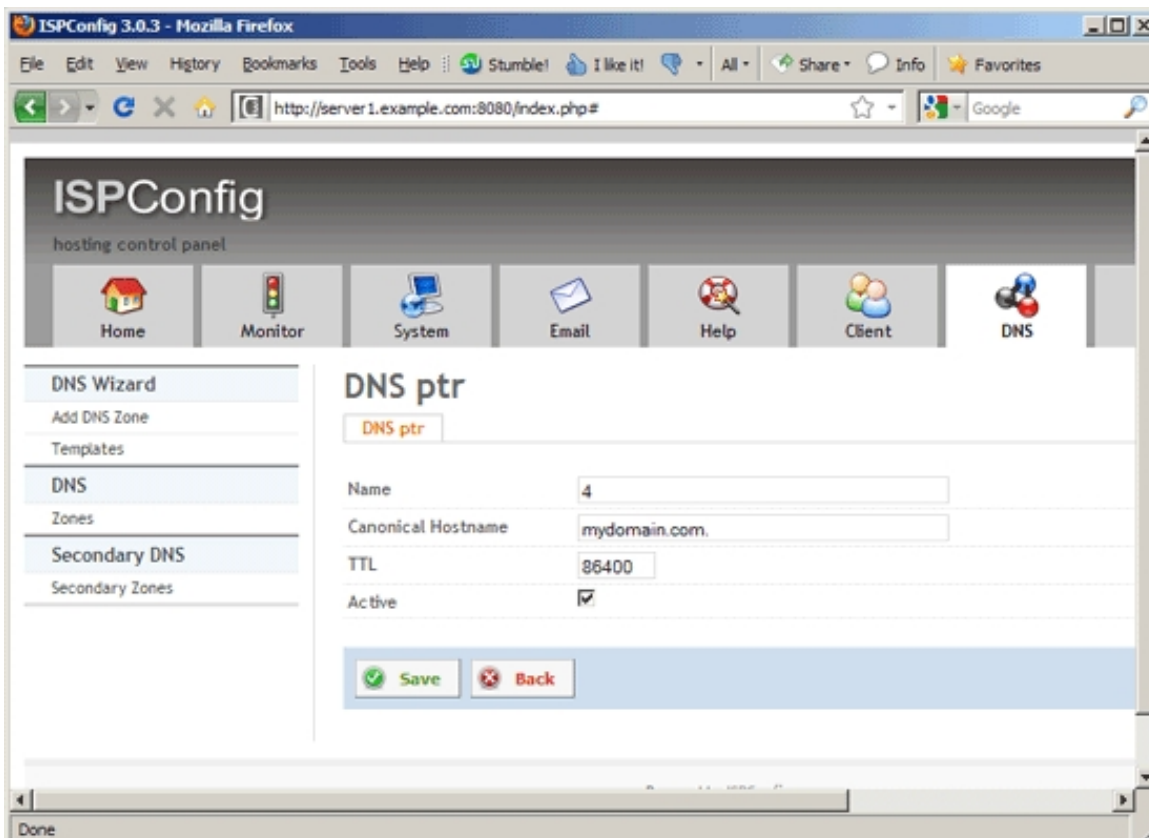 ISPConfig 3.0.3 - Mozilla Firefox
File Edit View History Bookmarks Tools Help Stumble! I like it! All Share Info Favorites
http://server1.example.com:8080/index.php# Google
ISPConfig
hosting control panel
Home Monitor System Email Help Client DNS
DNS Wizard
Add DNS Zone
Templates
DNS
Zones
Secondary DNS
Secondary Zones
DNS ptr
DNS ptr
Name 4
Canonical Hostname mydomain.com.
TTL 86400
Active
Save Back
Done